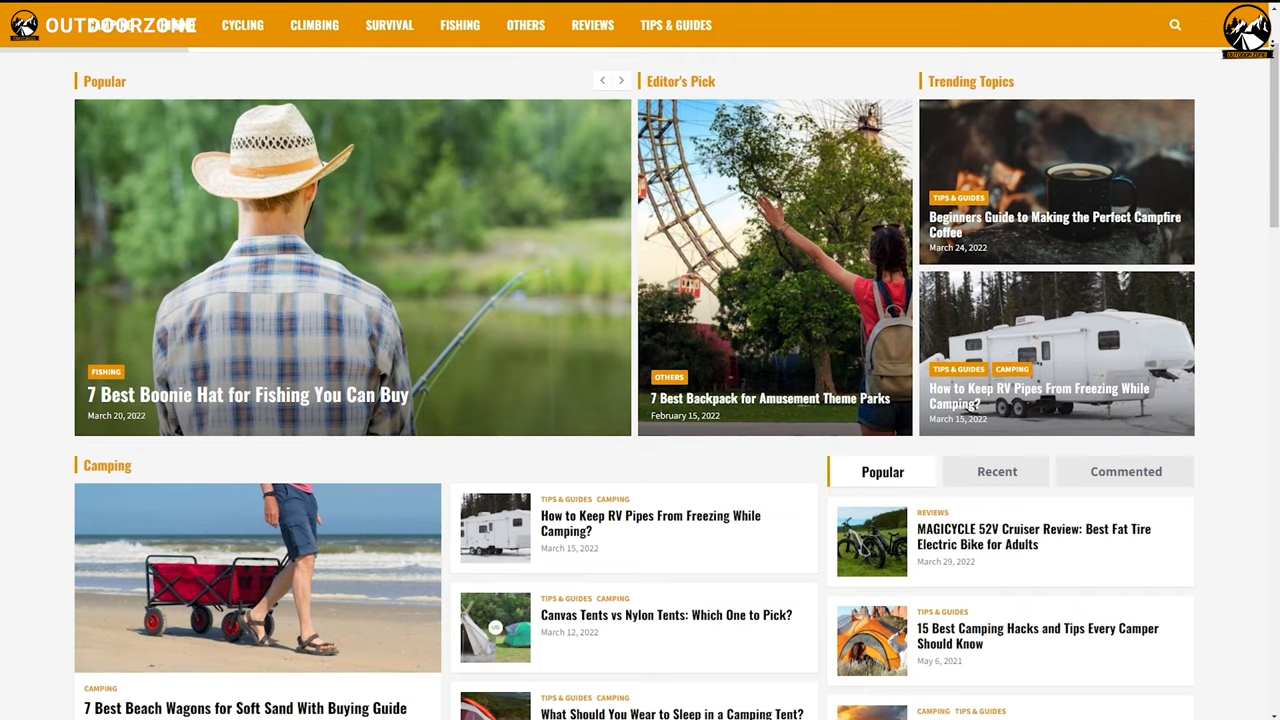 OUTDOORZONE
CYCLING
CLIMBING
SURVIVAL
FISHING
OTHERS
REVIEWS
TIPS & GUIDES
OUTDOORZONE
Popular
Editor's Pick
Trending Topics
FISHING
7 Best Boonie Hat for Fishing You Can Buy
March 20, 2022
OTHERS
7 Best Backpack for Amusement Theme Parks
February 15, 2022
TIPS & GUIDES
Beginners Guide to Making the Perfect Campfire
Coffee
March 24, 2022
TIPS & GUIDES CAMPING
How to Keep RV Pipes From Freezing While
Camping?
March 15, 2022
Camping
CAMPING
7 Best Beach Wagons for Soft Sand With Buying Guide
TIPS & GUIDES CAMPING
How to Keep RV Pipes From Freezing While
Camping?
March 15, 2022
TIPS & GUIDES CAMPING
Canvas Tents vs Nylon Tents: Which One to Pick?
March 12, 2022
TIPS & GUIDES CAMPING
What Should You Wear to Sleep in a Camping Tent?
Popular
Recent
Commented
REVIEWS
MAGICYCLE 52V Cruiser Review: Best Fat Tire
Electric Bike for Adults
March 29, 2022
TIPS & GUIDES
15 Best Camping Hacks and Tips Every Camper
Should Know
May 6, 2021
CAMPING TIPS & GUIDES